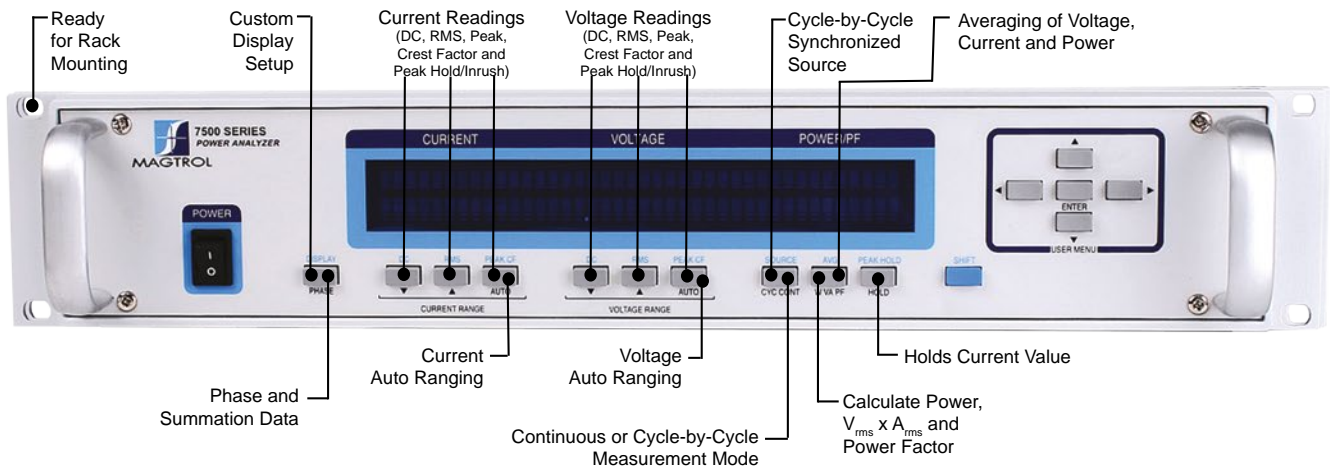 Ready
for Rack
Mounting
Custom
Display
Setup
Current Readings
(DC, RMS, Peak,
Crest Factor and
Peak Hold/Inrush)
Voltage Readings
(DC, RMS, Peak,
Crest Factor and
Peak Hold/Inrush)
Cycle-by-Cycle
Synchronized
Source
Averaging of Voltage,
Current and Power
7500 SERIES
POWER ANALYZER
MAGTROL
CURRENT
VOLTAGE
POWER/PF
POWER
ENTER
USER MENU
DISPLAY
DC
RMS
PEAK CF
DC
RMS
PEAK CF
SOURCE
AVG
PEAK HOLD
SHIFT
PHASE
AUTO
AUTO
CYC CONT
W VA PF
HOLD
CURRENT RANGE
VOLTAGE RANGE
Current
Auto Ranging
Voltage
Auto Ranging
Holds Current Value
Phase and
Summation Data
Continuous or Cycle-by-Cycle
Measurement Mode
Calculate Power,
Vrms x Arms and
Power Factor